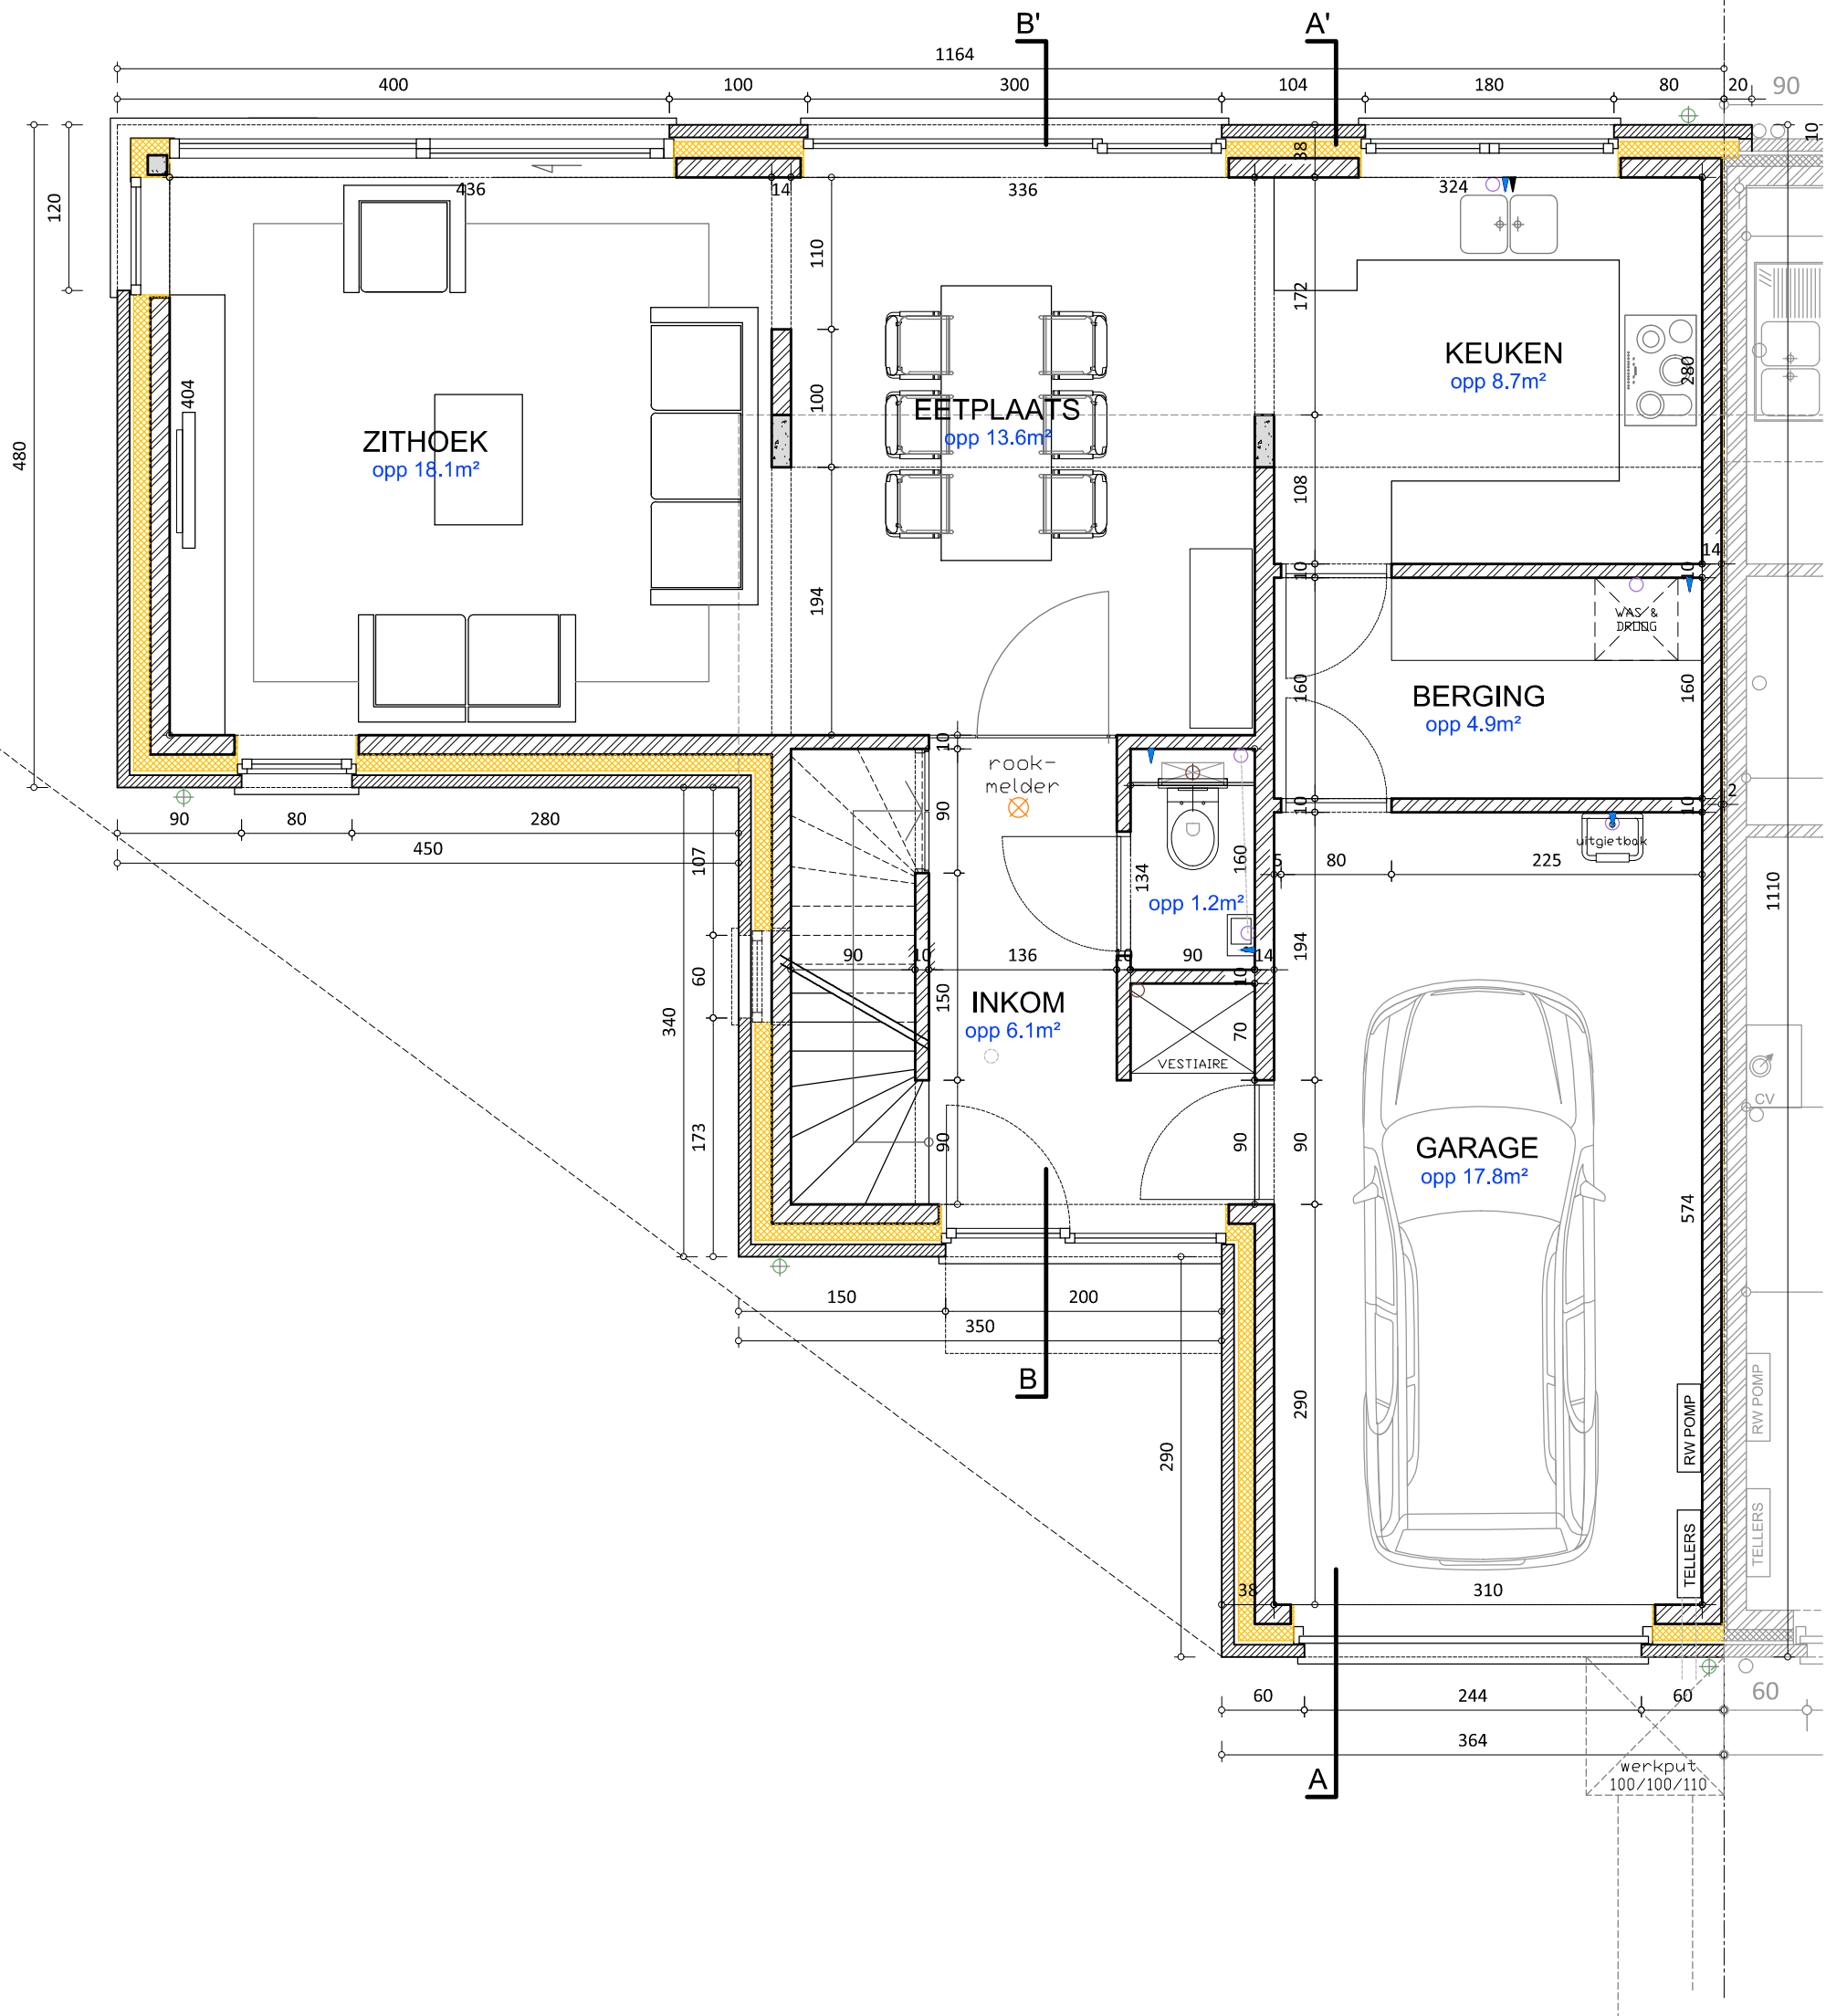 B'
A'
1164
400
100
300
104
180
80
20
90
10
38
436
14
336
324
120
110
172
480
404
100
280
KEUKEN
opp 8.7m²
EETPLAATS
opp 13.6m²
ZITHOEK
opp 18.1m²
108
14
10
10
194
WAS &
DROOG
160
BERGING
opp 4.9m²
160
10
rook-
melder
10
10
2
90
80
280
450
107
90
134
160
uitgietbak
5
80
225
opp 1.2m²
1110
194
90
10
136
10
90
14
60
340
150
INKOM
opp 6.1m²
10
70
VESTIAIRE
CV
173
90
90
90
GARAGE
opp 17.8m²
574
150
200
350
B
290
290
RW POMP
RW POMP
TELLERS
TELLERS
38
310
60
244
60
60
364
A
werkput
100/100/110